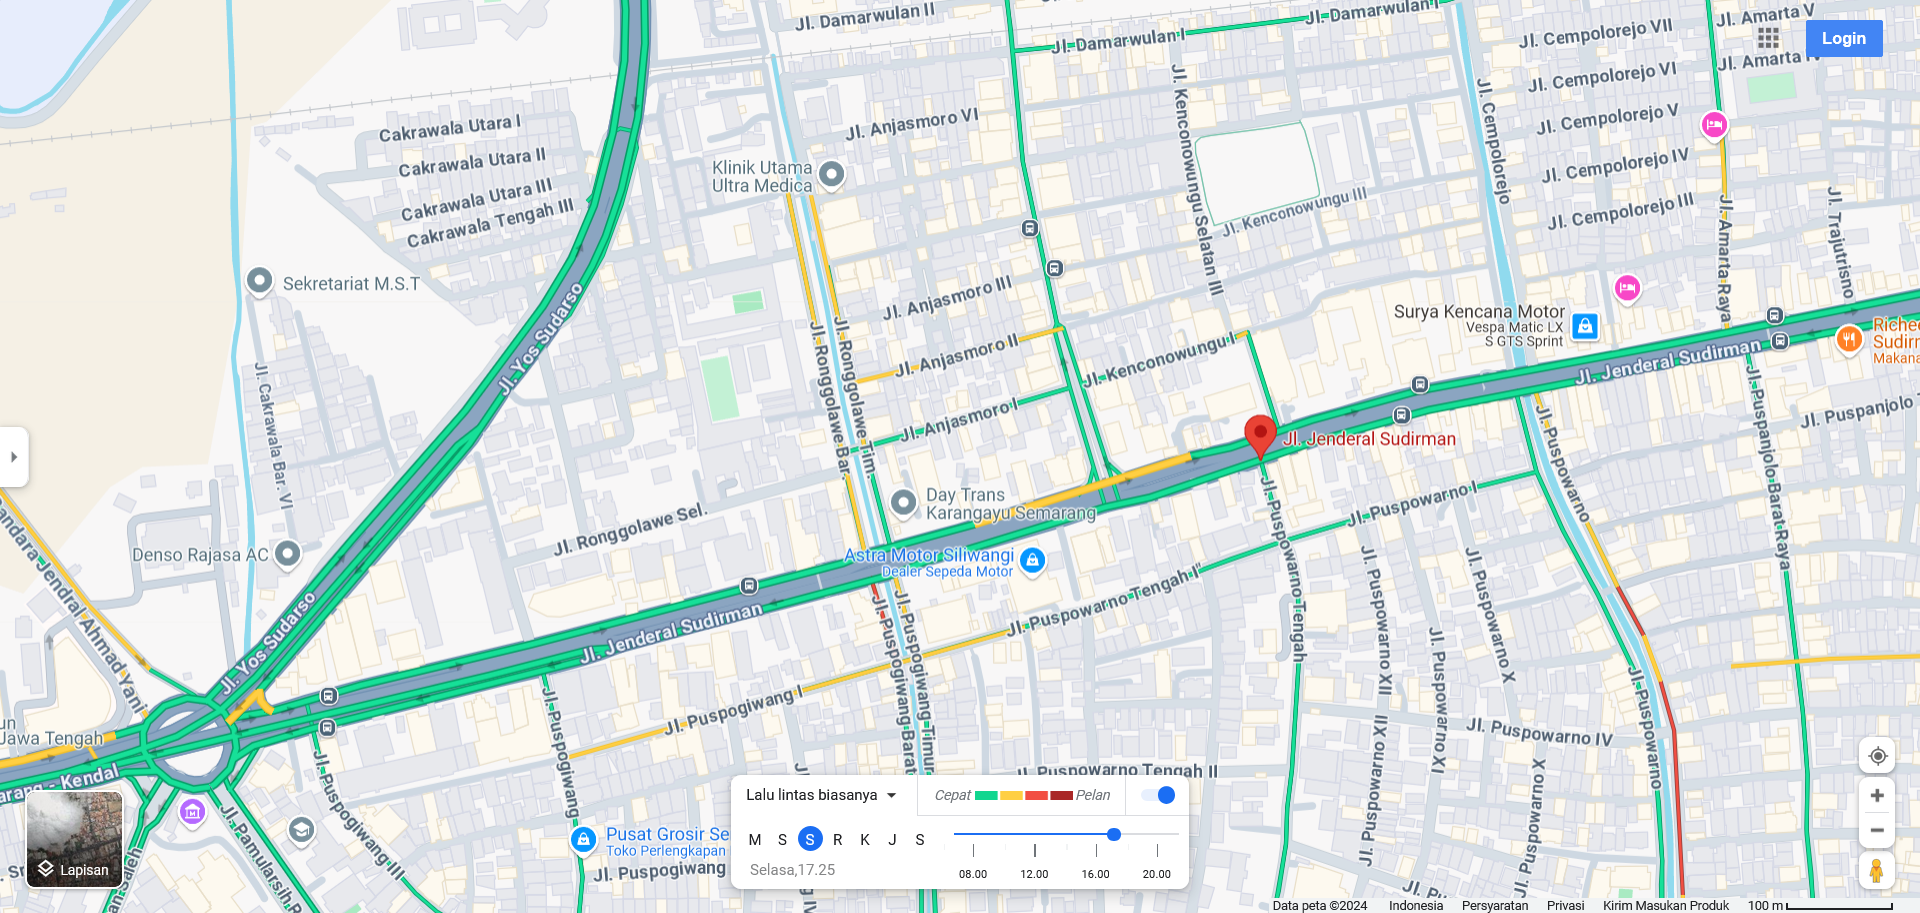 Jl. Damarwulan II
Jl. Damarwulan I
Jl. Damarwulan I
Jl. Amarta V
Login
Jl. Cempolorejo VII
Jl. Amarta IV
Jl. Cempolorejo VI
Jl. Cempolorejo V
Jl. Cempolorejo IV
Jl. Cempolorejo III
Jl. Cempolorejo
Jl. Kenconowungu Selatan III
Jl. Kenconowungu III
Jl. Amarta Raya
Jl. Trajutrisno
Cakrawala Utara I
Cakrawala Utara II
Cakrawala Utara III
Cakrawala Tengah III
Jl. Anjasmoro VI
Klinik Utama
Ultra Medica
Sekretariat M.S.T
Jl. Yos Sudarso
Jl. Anjasmoro III
Jl. Anjasmoro II
Jl. Anjasmoro I
Jl. Kenconowungu I
Jl. Ronggolawe Bar.
Jl. Ronggolawe Tim.
Surya Kencana Motor
Vespa Matic LX
S GTS Sprint
Jl. Jenderal Sudirman
Jl. Jenderal Sudirman
Jl. Cakrawala Bar. VI
Jl. Puspanjolo Barat Raya
Jl. Puspanjolo
Jl. Puspowarno
Day Trans
Karangayu Semarang
Jl. Ronggolawe Sel.
Denso Rajasa AC
Astra Motor Siliwangi
Dealer Sepeda Motor
Jl. Puspowarno I
Jl. Puspowarno Tengah I
Jl. Puspowarno Tengah
Jl. Puspowarno XII
Jl. Puspowarno X
Jl. Puspowarno XI
Jl. Yos Sudarso
Jl. Jenderal Sudirman
Jl. Puspogiwang Barat
Jl. Puspogiwang Timur
Jl. Puspogiwang I
Jl. Puspogiwang
Jl. Puspowarno
Jl. Puspowarno IV
Jl. Puspowarno XII
Jl. Puspowarno X
Jl. Puspowarno Tengah II
Jawa Tengah
Kendal
Jl. Puspogiwang III
Jl. Pamularsih R
Pusat Grosir Se
Toko Perlengkapan
Jl. Puspogiwang
Lapisan
Lalu lintas biasanya
Cepat
Pelan
M S S R K J S
Selasa,17.25
08.00 12.00 16.00 20.00
Data peta ©2024 Indonesia Persyaratan Privasi Kirim Masukan Produk 100 m